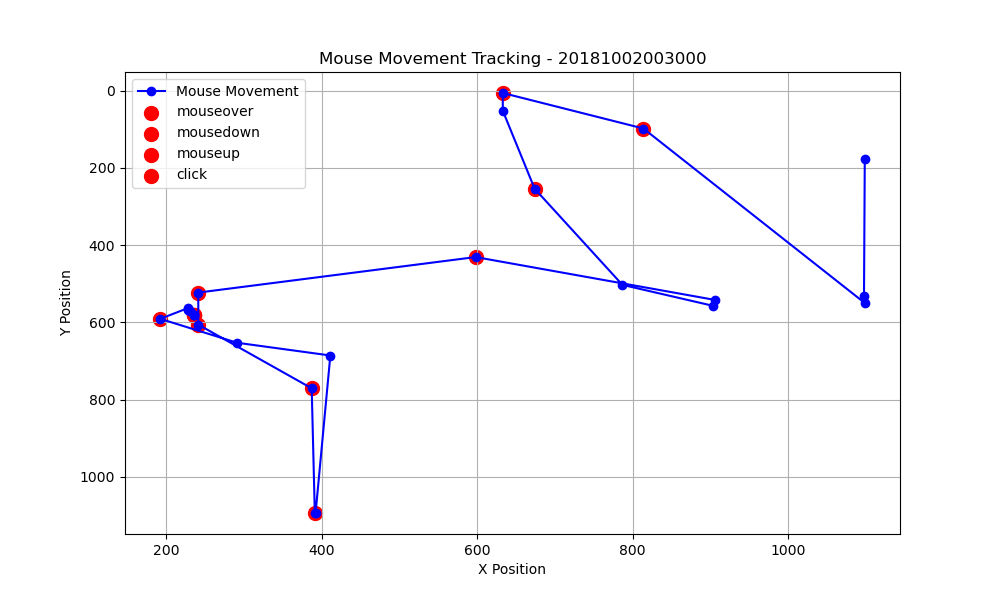 Mouse Movement Tracking - 20181002003000
Mouse Movement
mouseover
mousedown
mouseup
click
0
200
400
600
800
1000
Y Position
200 400 600 800 1000
X Position